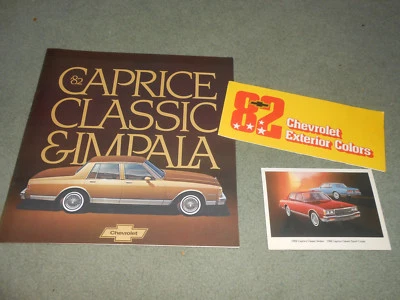 82 CAPRICE
CLASSIC
& IMPALA
Chevrolet
82
Chevrolet
Exterior Colors